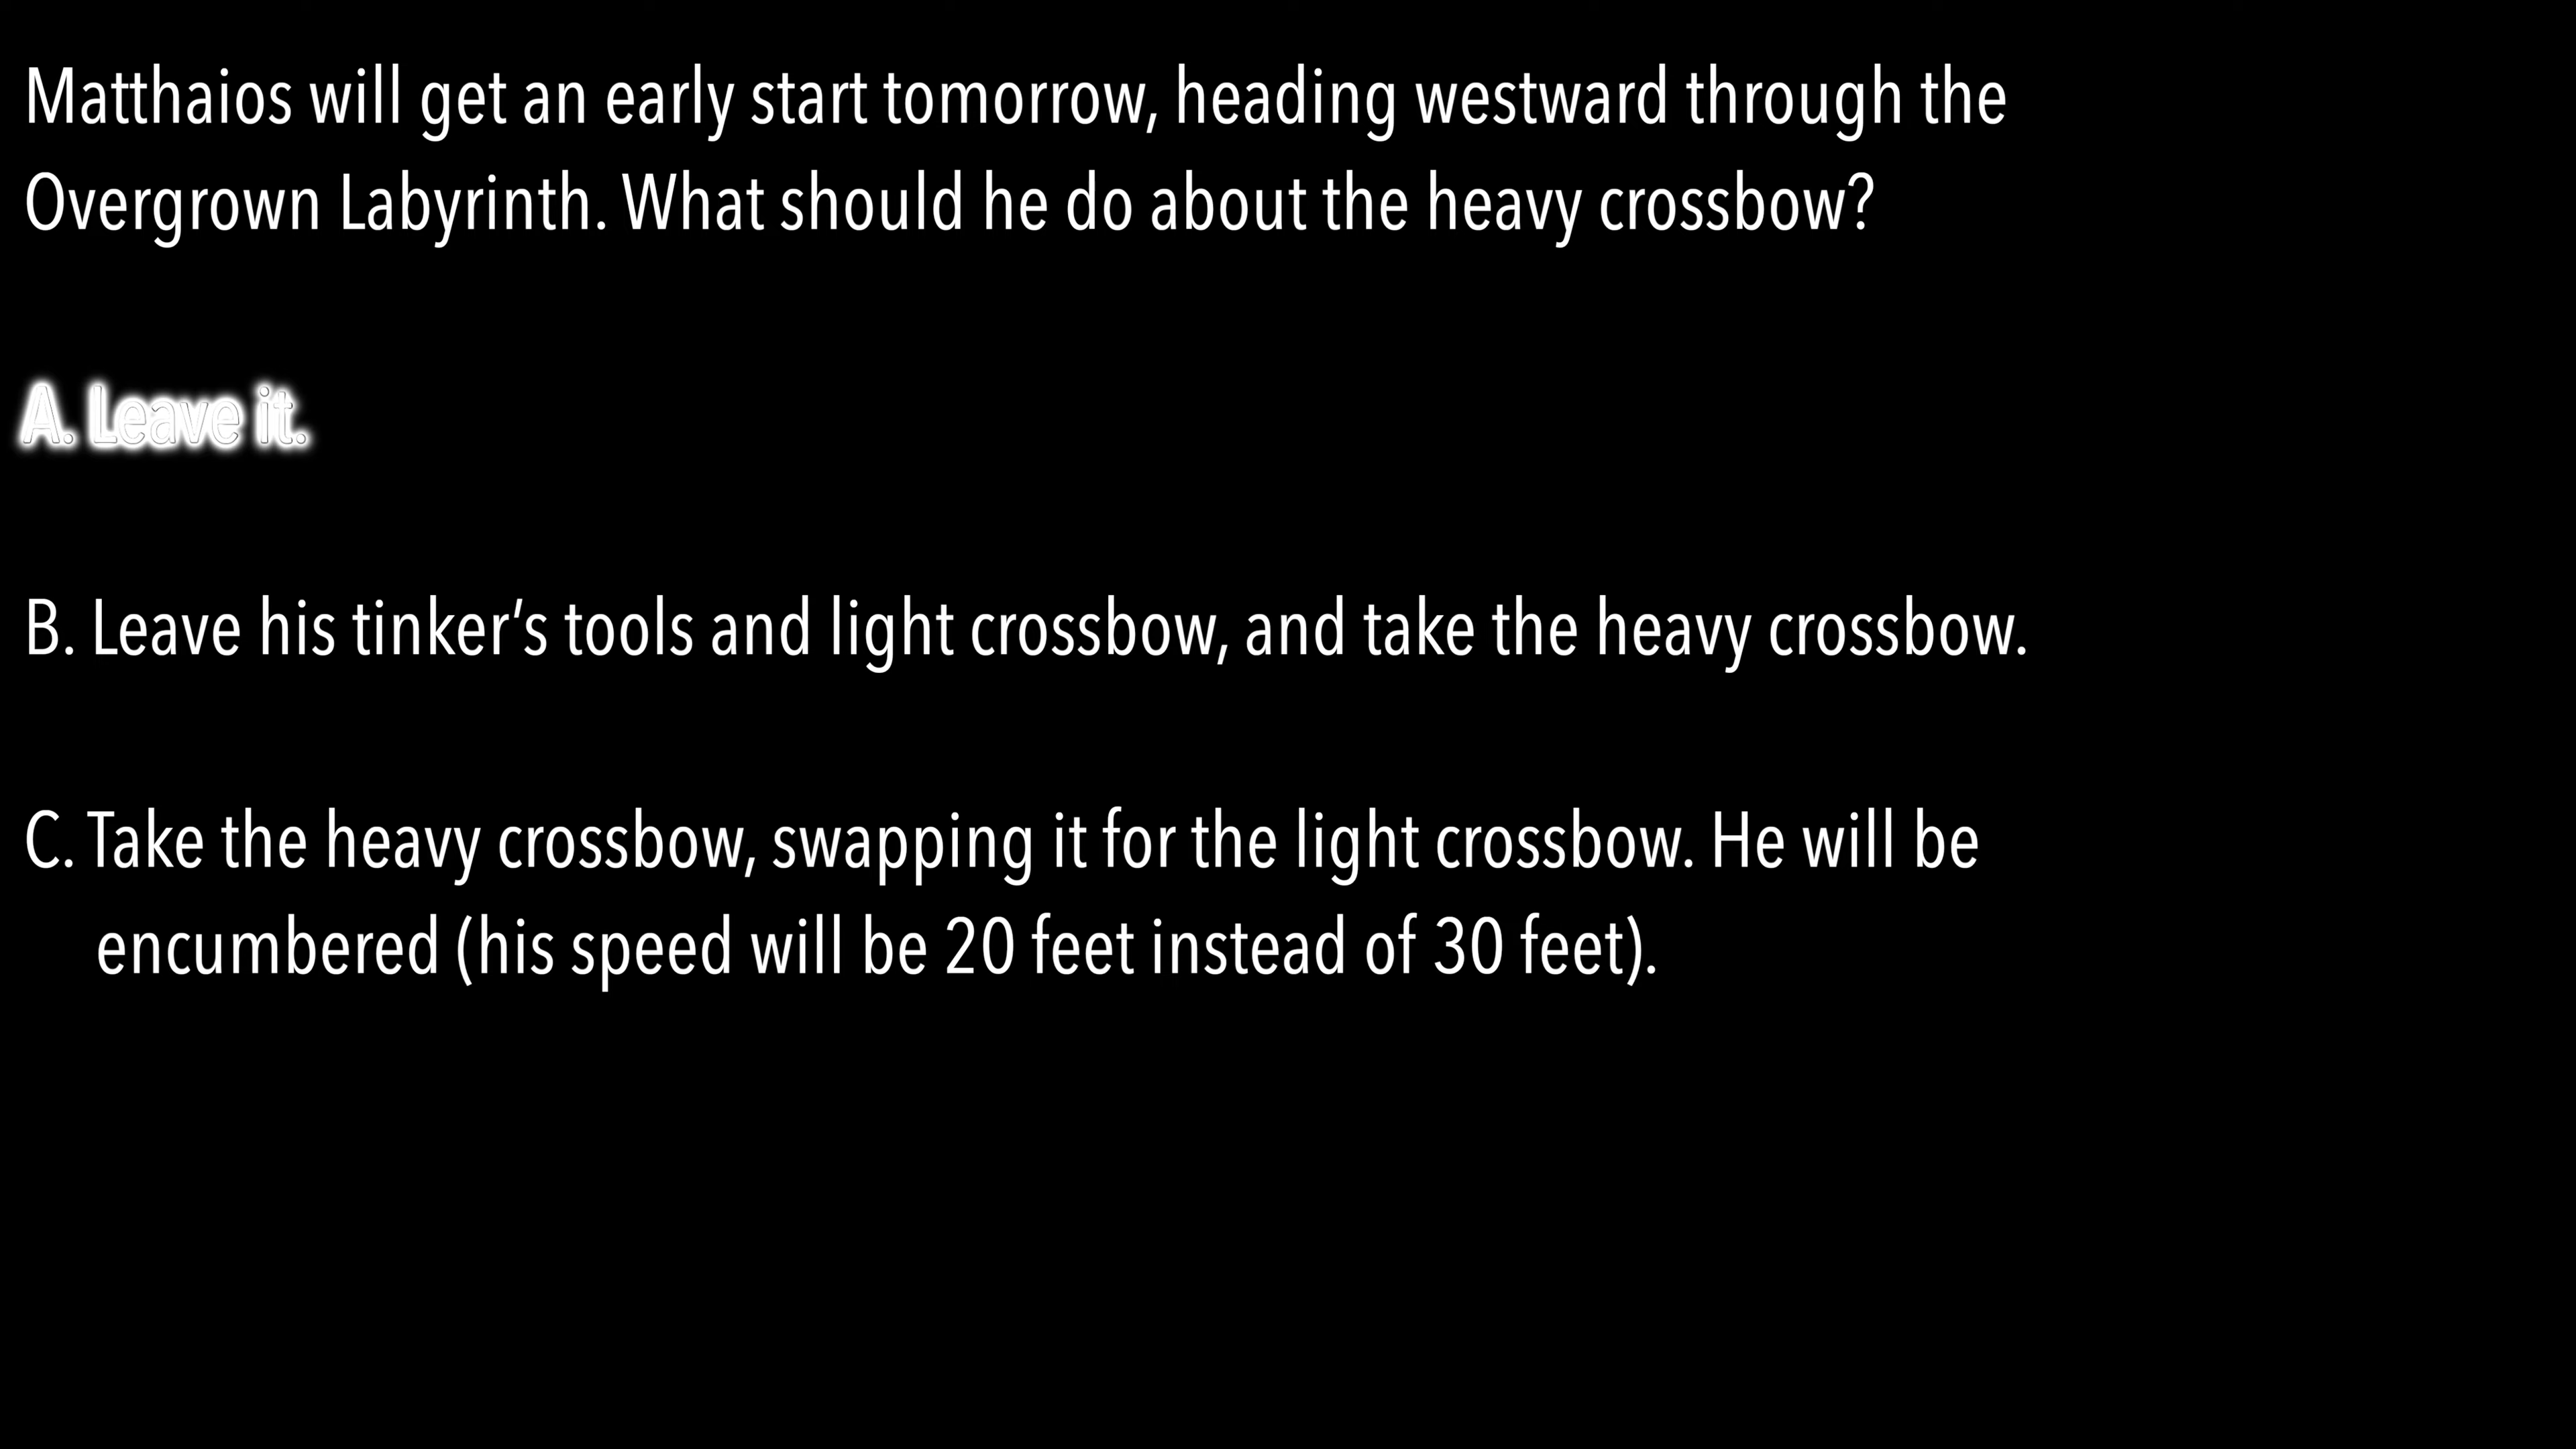 Matthaios will get an early start tomorrow, heading westward through the
Overgrown Labyrinth. What should he do about the heavy crossbow?
A. Leave it.
B. Leave his tinker’s tools and light crossbow, and take the heavy crossbow.
C. Take the heavy crossbow, swapping it for the light crossbow. He will be
encumbered (his speed will be 20 feet instead of 30 feet).